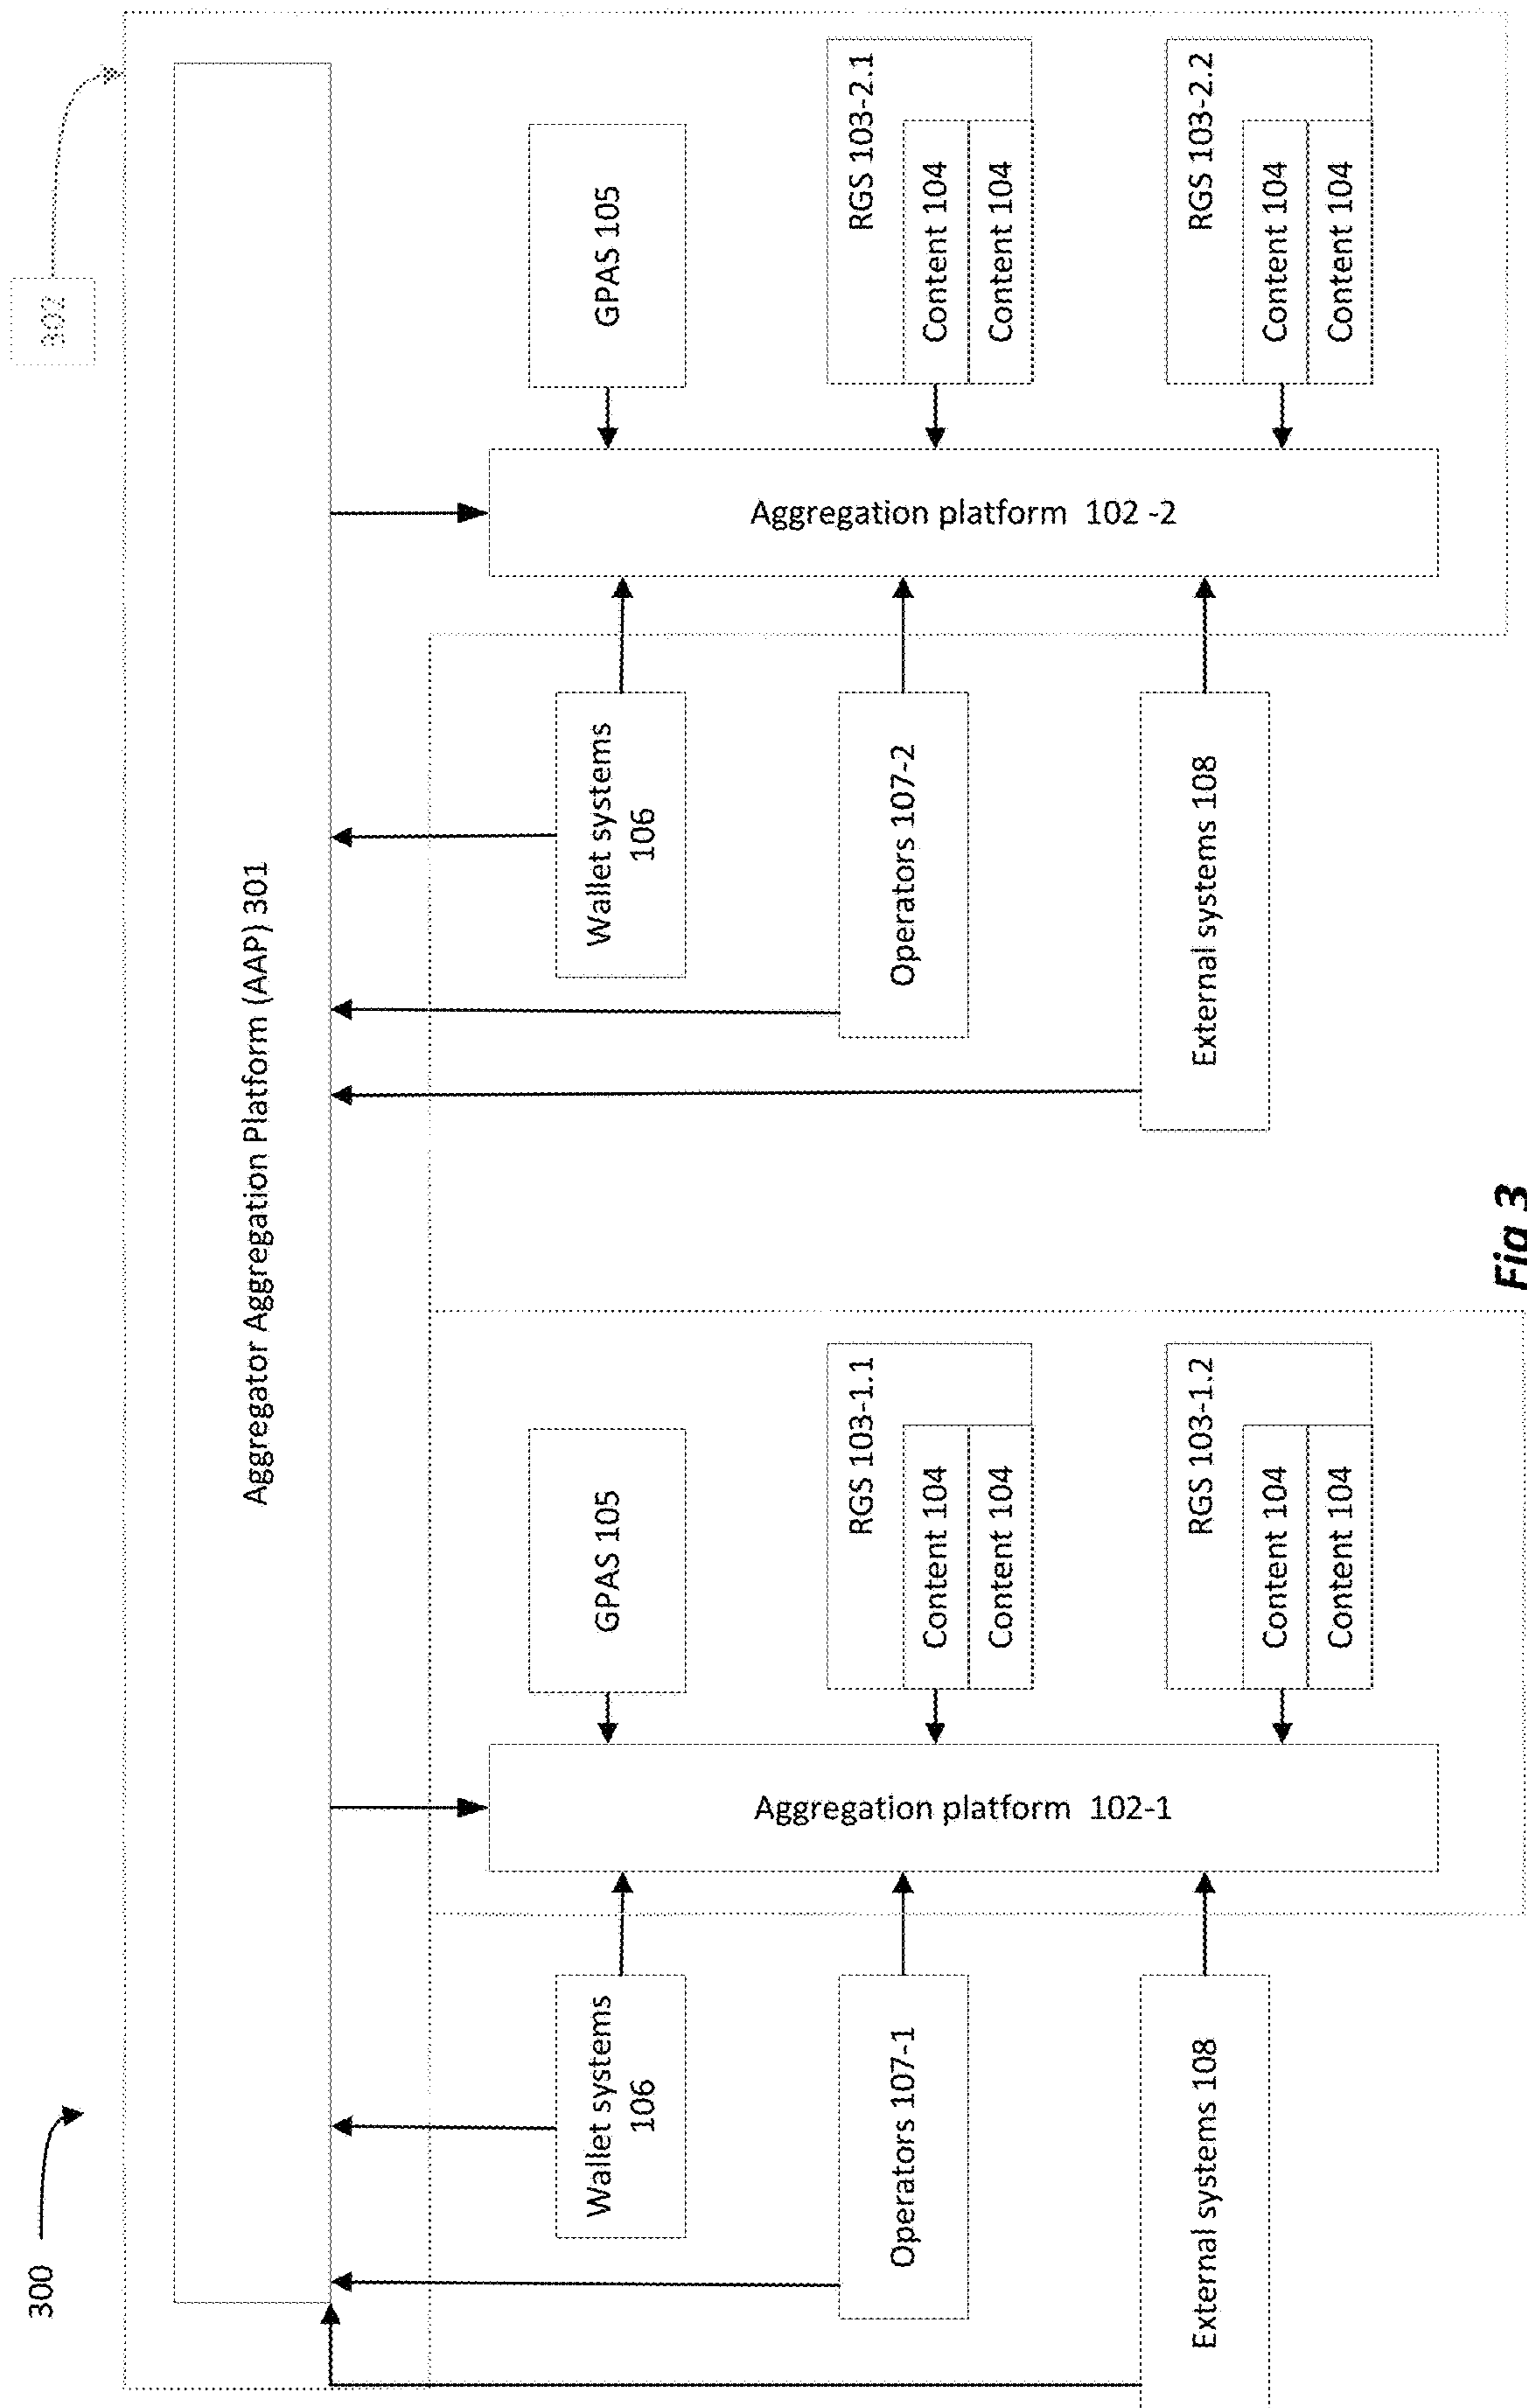 300
302
Aggregator Aggregation Platform (AAP) 301
Wallet systems
106
Operators 107-1
External systems 108
Aggregation platform 102-1
GPAS 105
RGS 103-1.1
Content 104
Content 104
RGS 103-1.2
Content 104
Content 104
Wallet systems
106
Operators 107-2
External systems 108
Aggregation platform 102 -2
GPAS 105
RGS 103-2.1
Content 104
Content 104
RGS 103-2.2
Content 104
Content 104
Fig 3